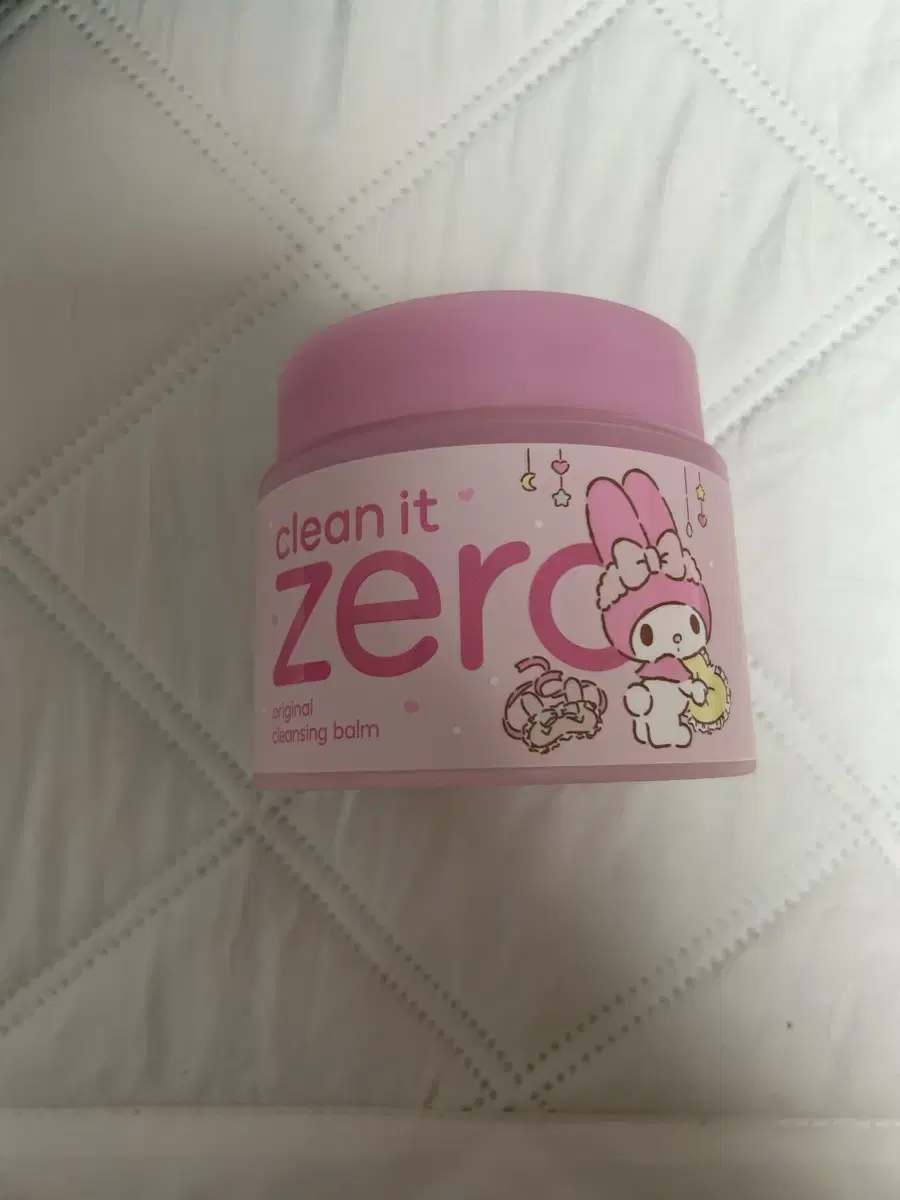 clean it
zero
original
cleansing balm